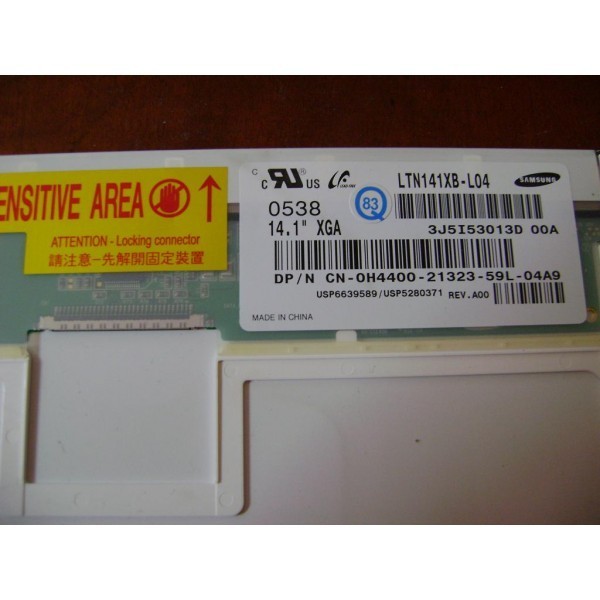 ENSITIVE AREA
ATTENTION - Locking connector
請注意-先解開固定裝置
C
C US
LTN141XB-L04
SAMSUNG
0538
83
Q
14.1" XGA
3J5I53013D 00A
DP/N CN-0H4400-21323-59L-04A9
USP6639589/USP5280371 REV.A00
MADE IN CHINA